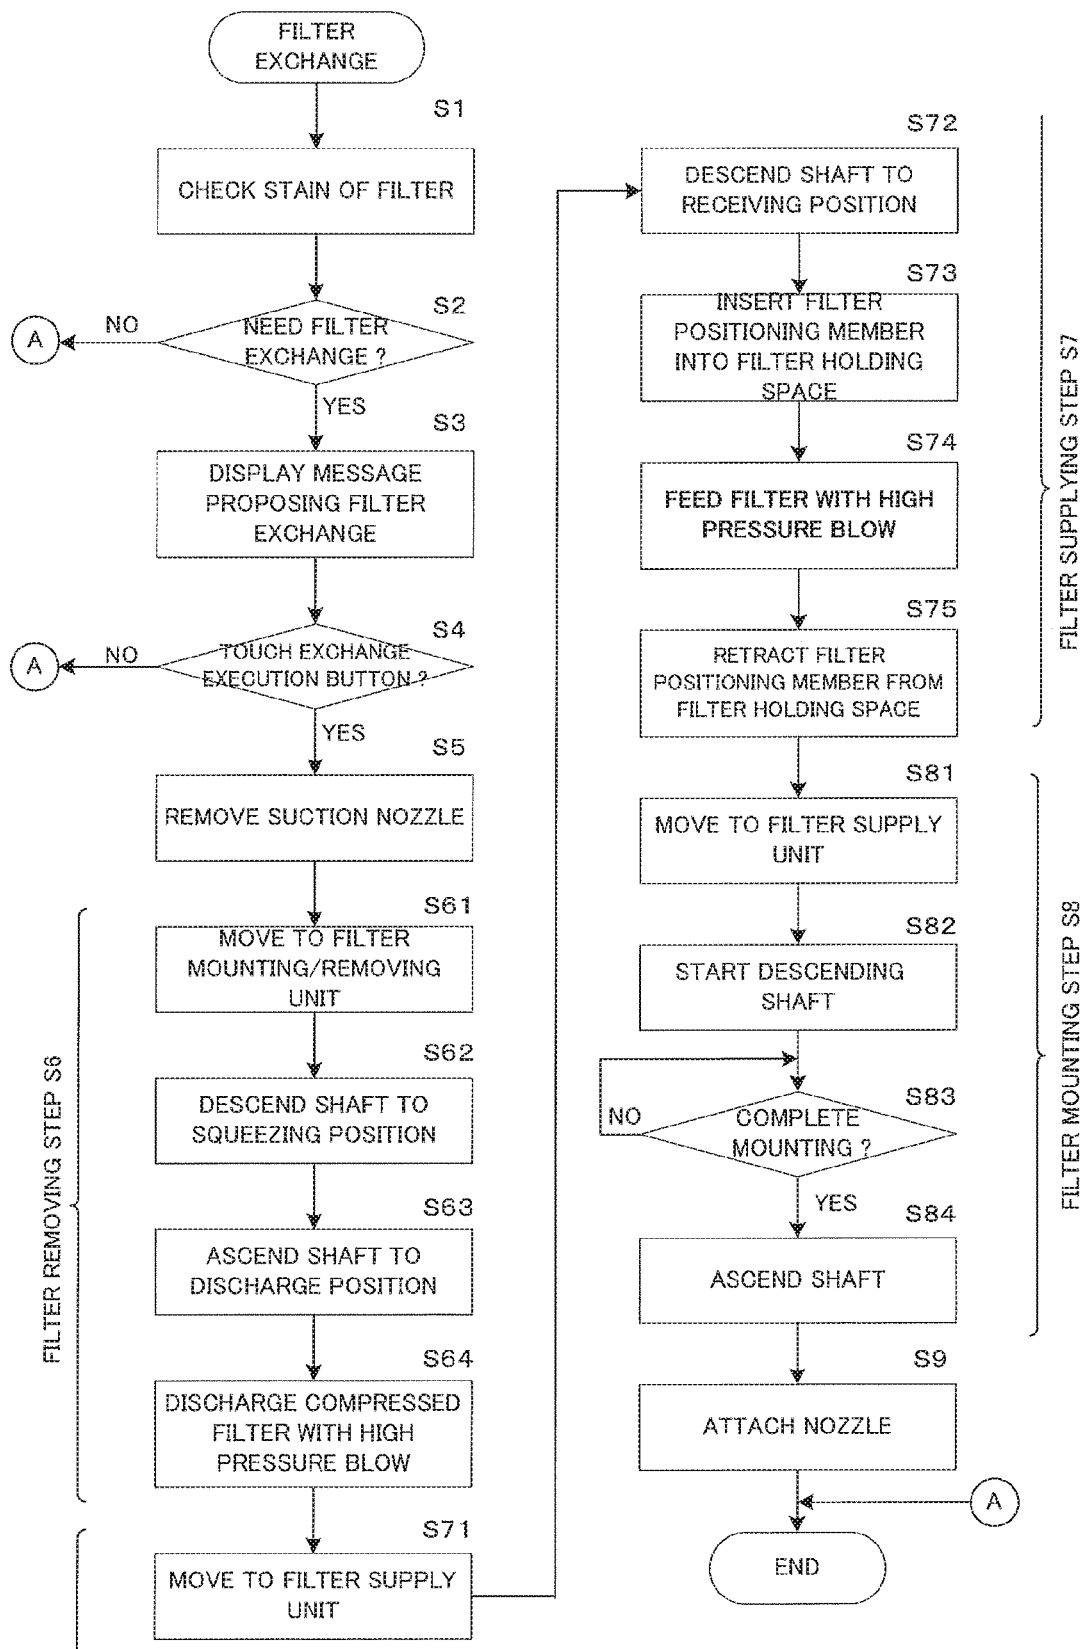 FILTER
EXCHANGE
S1
CHECK STAIN OF FILTER
S2
NEED FILTER
EXCHANGE ?
NO
A
YES
S3
DISPLAY MESSAGE
PROPOSING FILTER
EXCHANGE
S4
TOUCH EXCHANGE
EXECUTION BUTTON ?
NO
A
YES
S5
REMOVE SUCTION NOZZLE
FILTER REMOVING STEP S6
S61
MOVE TO FILTER
MOUNTING/REMOVING
UNIT
S62
DESCEND SHAFT TO
SQUEEZING POSITION
S63
ASCEND SHAFT TO
DISCHARGE POSITION
S64
DISCHARGE COMPRESSED
FILTER WITH HIGH
PRESSURE BLOW
S71
MOVE TO FILTER SUPPLY
UNIT
FILTER SUPPLYING STEP S7
S72
DESCEND SHAFT TO
RECEIVING POSITION
S73
INSERT FILTER
POSITIONING MEMBER
INTO FILTER HOLDING
SPACE
S74
FEED FILTER WITH HIGH
PRESSURE BLOW
S75
RETRACT FILTER
POSITIONING MEMBER FROM
FILTER HOLDING SPACE
FILTER MOUNTING STEP S8
S81
MOVE TO FILTER SUPPLY
UNIT
S82
START DESCENDING
SHAFT
S83
COMPLETE
MOUNTING ?
NO
YES
S84
ASCEND SHAFT
S9
ATTACH NOZZLE
A
END